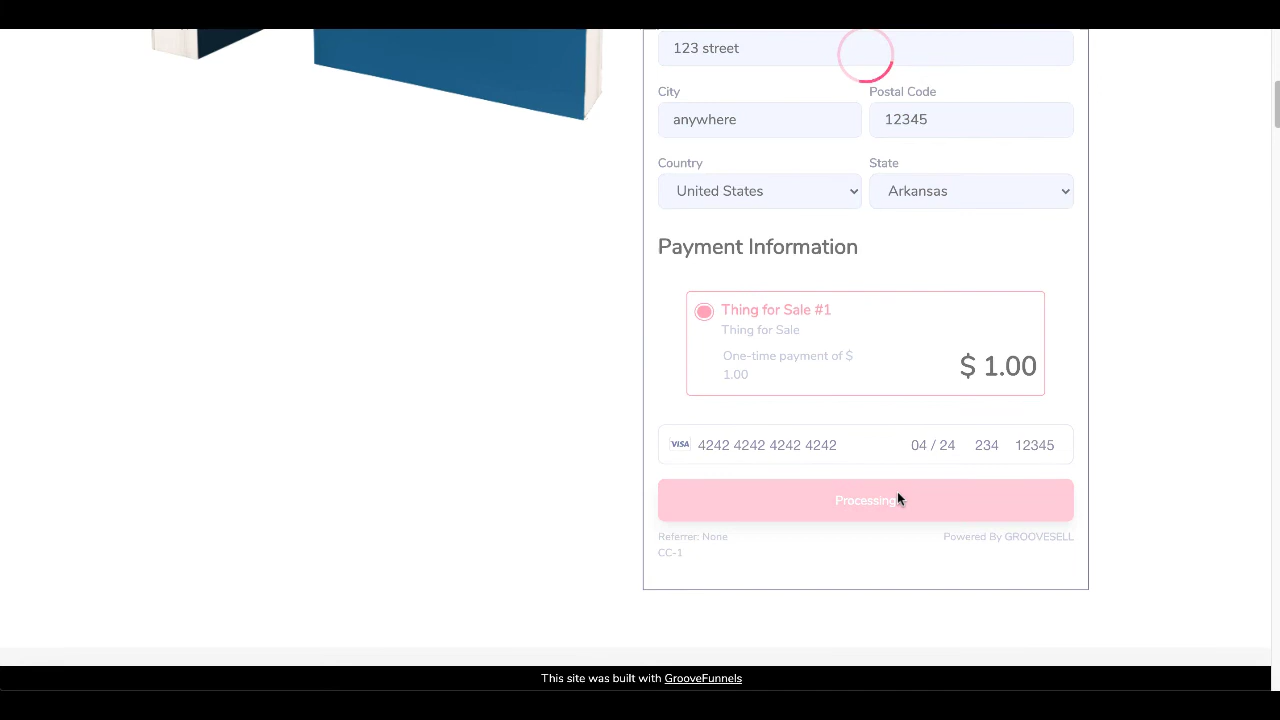 123 street
City Postal Code
anywhere 12345
Country State
United States Arkansas
Payment Information
Thing for Sale #1
Thing for Sale
One-time payment of $
1.00
$ 1.00
VISA 4242 4242 4242 4242 04 / 24 234 12345
Processing
Referrer: None Powered By GROOVESELL
CC-1
This site was built with GrooveFunnels